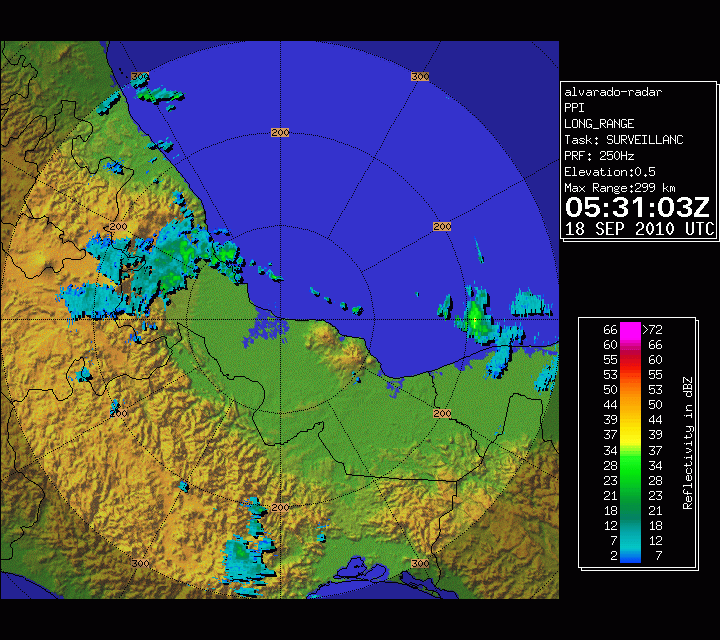 300
300
200
200
200
200
200
200
300
300
alvarado-radar
PPI
LONG_RANGE
Task: SURVEILLANC
PRF: 250Hz
Elevation:0.5
Max Range:299 km
05:31:03Z
18 SEP 2010 UTC
66 >72
60 66
55 60
53 55
50 53
44 50
39 44
37 39
34 37
28 34
23 28
21 23
18 21
12 18
7 12
2 7
Reflectivity in dBZ